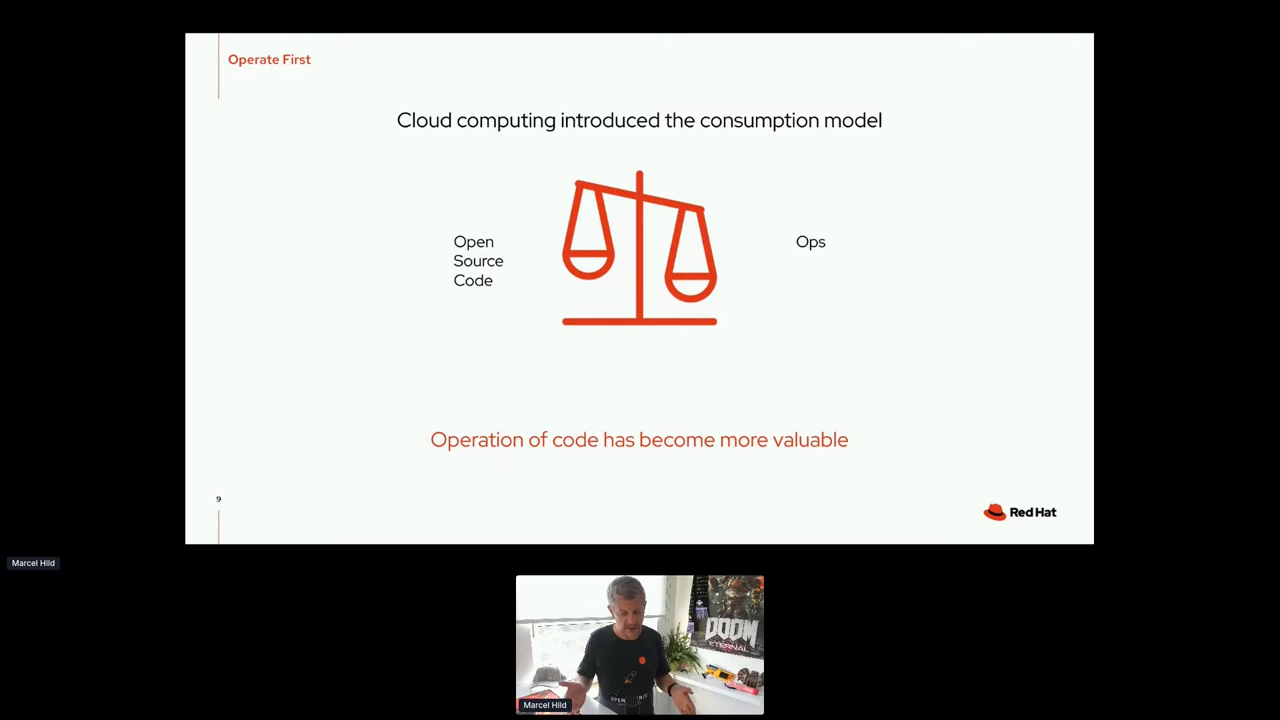 Operate First
Cloud computing introduced the consumption model
Open
Source
Code
Ops
Operation of code has become more valuable
9
Red Hat
Marcel Hild
DOOM
ETERNAL
Marcel Hild